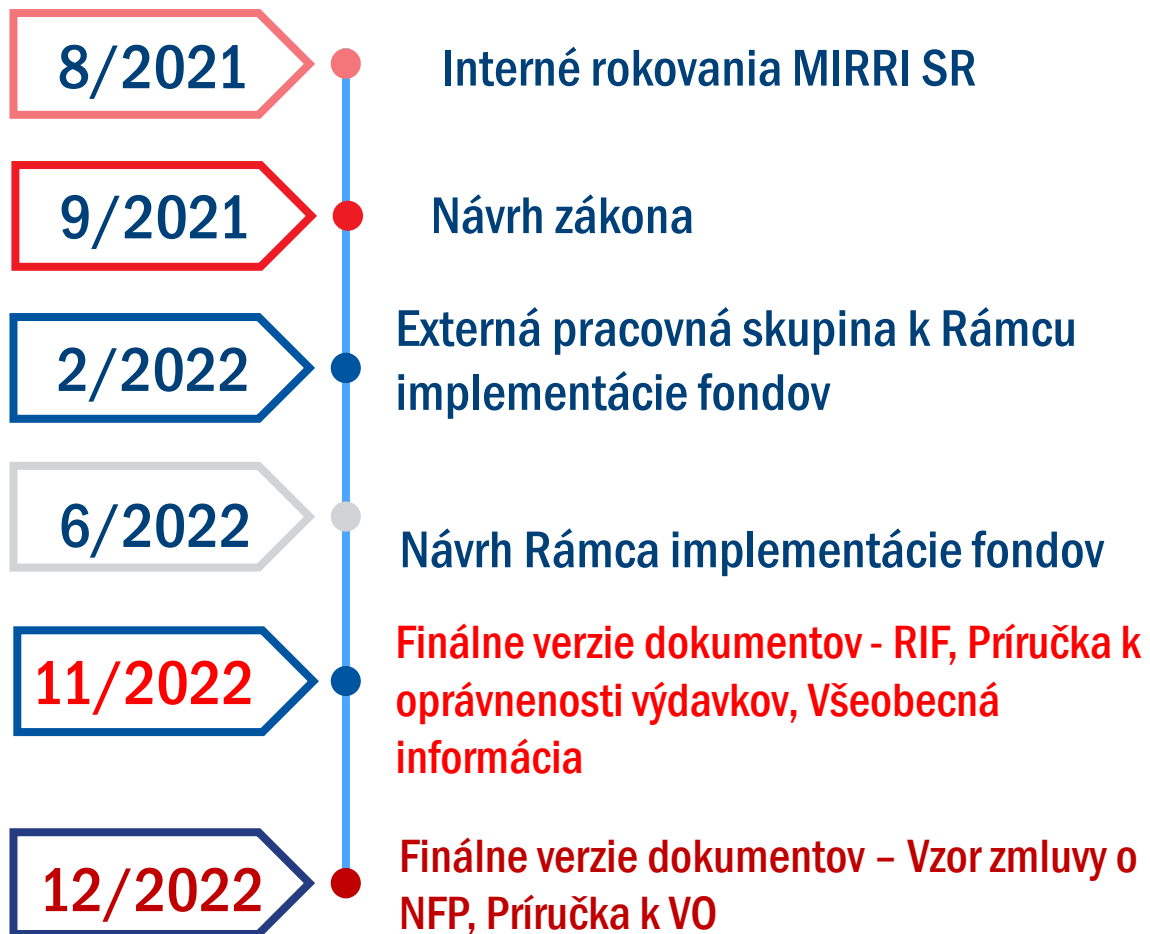 8/2021
Interné rokovania MIRRI SR
9/2021
Návrh zákona
2/2022
Externá pracovná skupina k Rámcu
implementácie fondov
6/2022
Návrh Rámca implementácie fondov
11/2022
Finálne verzie dokumentov - RIF, Príručka k
oprávnenosti výdavkov, Všeobecná
informácia
12/2022
Finálne verzie dokumentov – Vzor zmluvy o
NFP, Príručka k VO